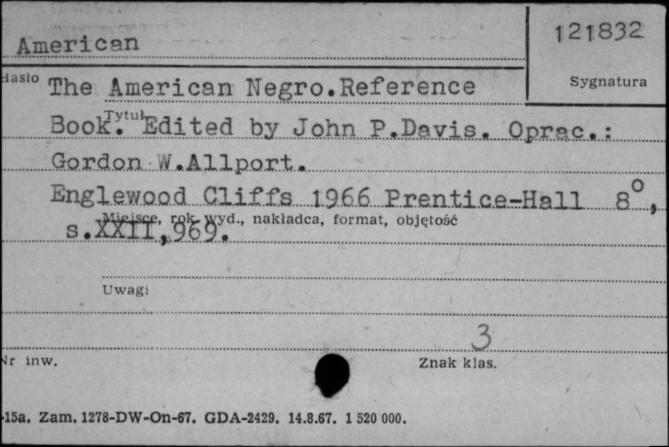 American
121832
Sygnatura
Hasło
The American Negro.Reference
Tytuł
Book. Edited by John P.Davis. Oprac.:
Gordon W.Allport.
Englewood Cliffs 1966 Prentice-Hall 8°,
Miejsce, rok wyd., nakładca, format, objętość
s.XXII,969.
Uwagi
3
Nr inw.
Znak klas.
-15a. Zam. 1278-DW-On-67. GDA-2429. 14.8.67. 1 520 000.